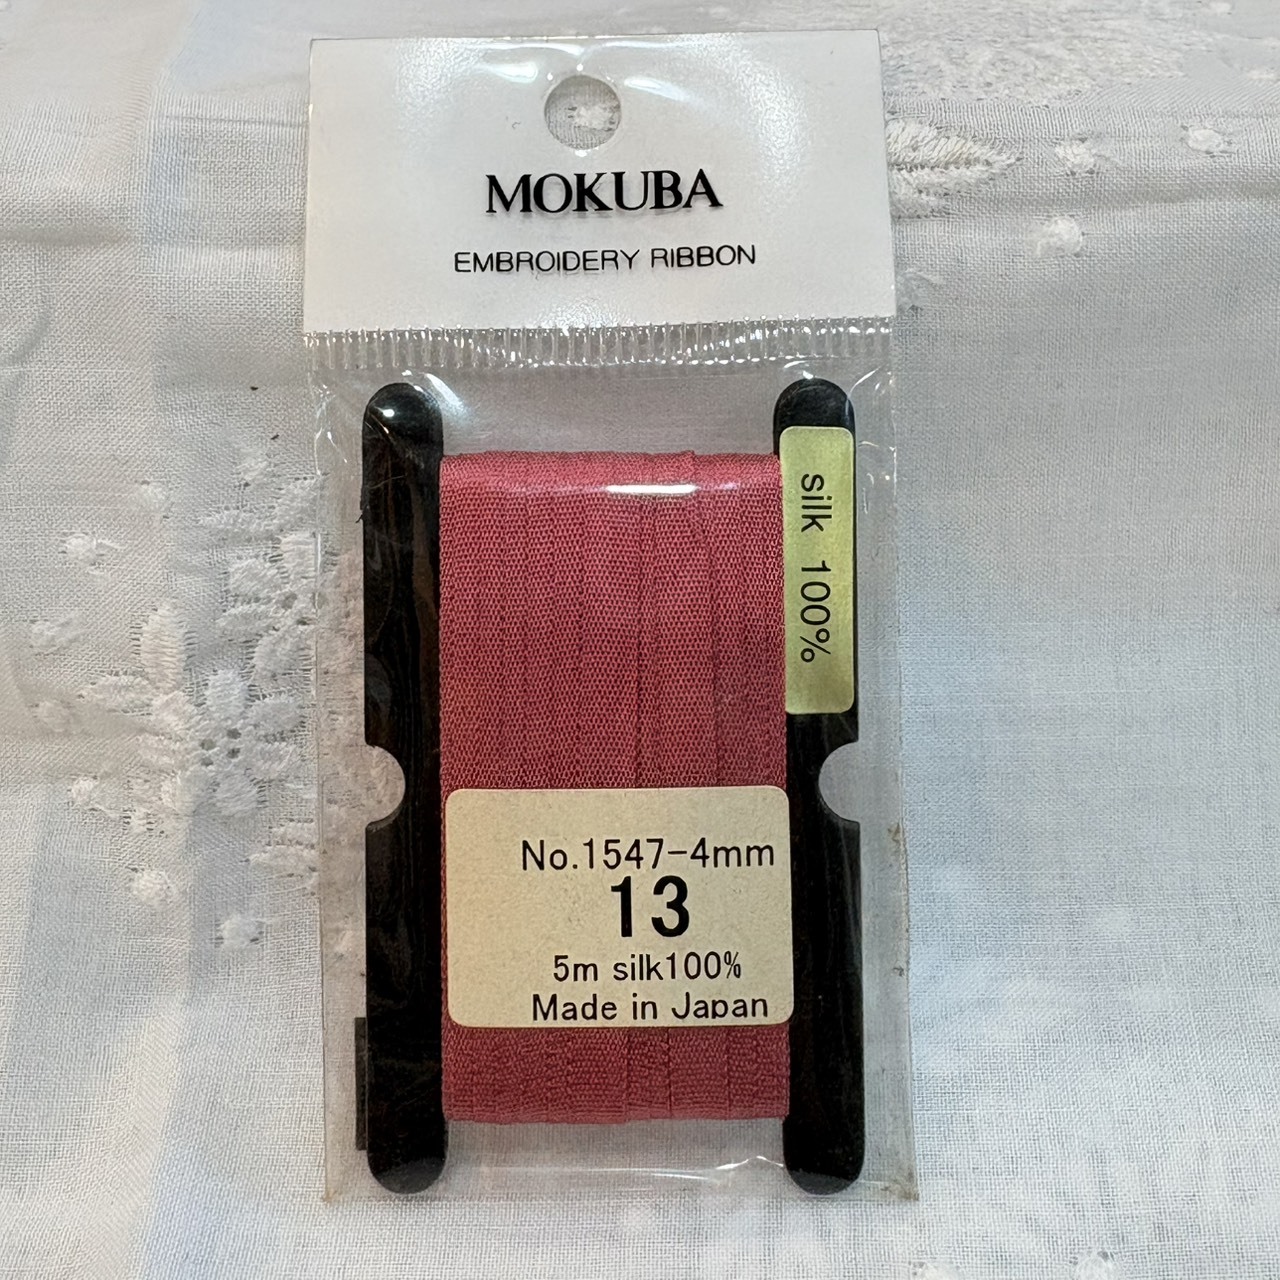 MOKUBA
EMBROIDERY RIBBON
silk 100%
No.1547-4mm
13
5m silk100%
Made in Japan